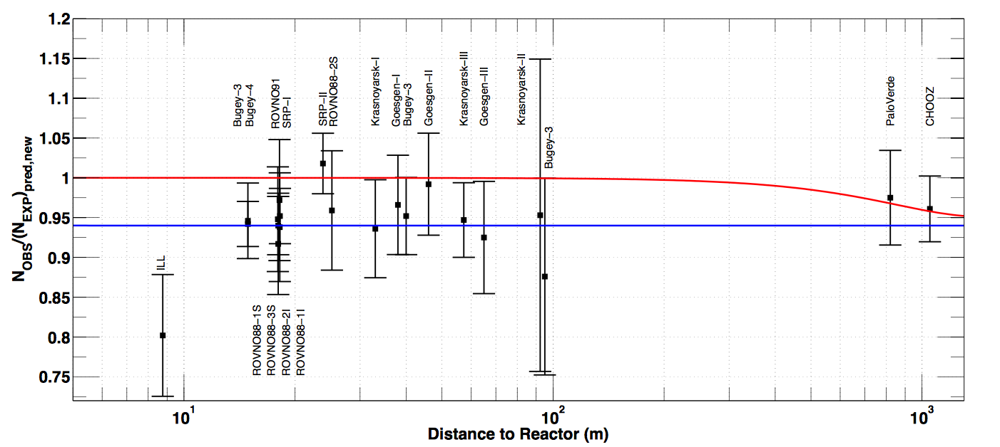 1.2
1.15
1.1
1.05
1
0.95
0.9
0.85
0.8
0.75
N_OBS/(N_EXP)_pred,new
ILL
Bugey−3
Bugey−4
ROVNO91
SRP−I
ROVNO88−1S
ROVNO88−3S
ROVNO88−2I
ROVNO88−1I
SRP−II
ROVNO88−2S
Krasnoyarsk−I
Goesgen−I
Bugey−3
Goesgen−II
Krasnoyarsk−III
Goesgen−III
Krasnoyarsk−II
Bugey−3
PaloVerde
CHOOZ
10^1
10^2
10^3
Distance to Reactor (m)